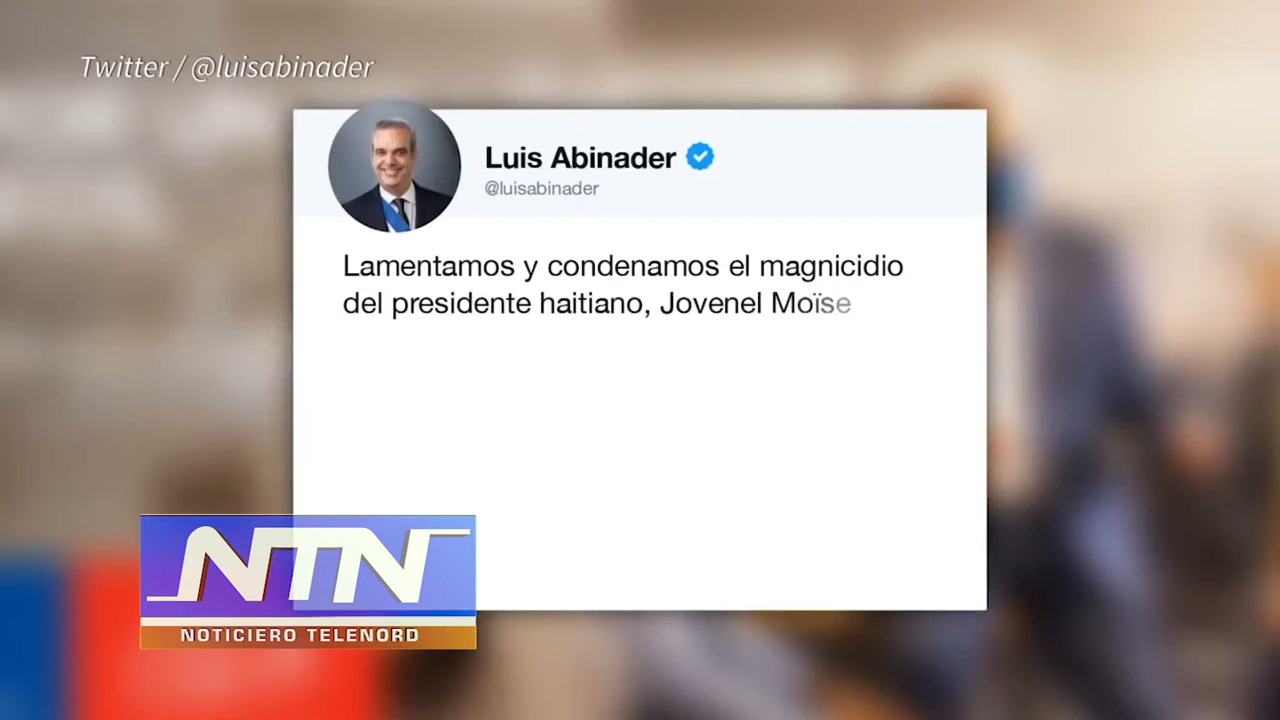 Twitter / @luisabinader
Luis Abinader
@luisabinader
Lamentamos y condenamos el magnicidio
del presidente haitiano, Jovenel Moïse
NTN
NOTICIERO TELENORD